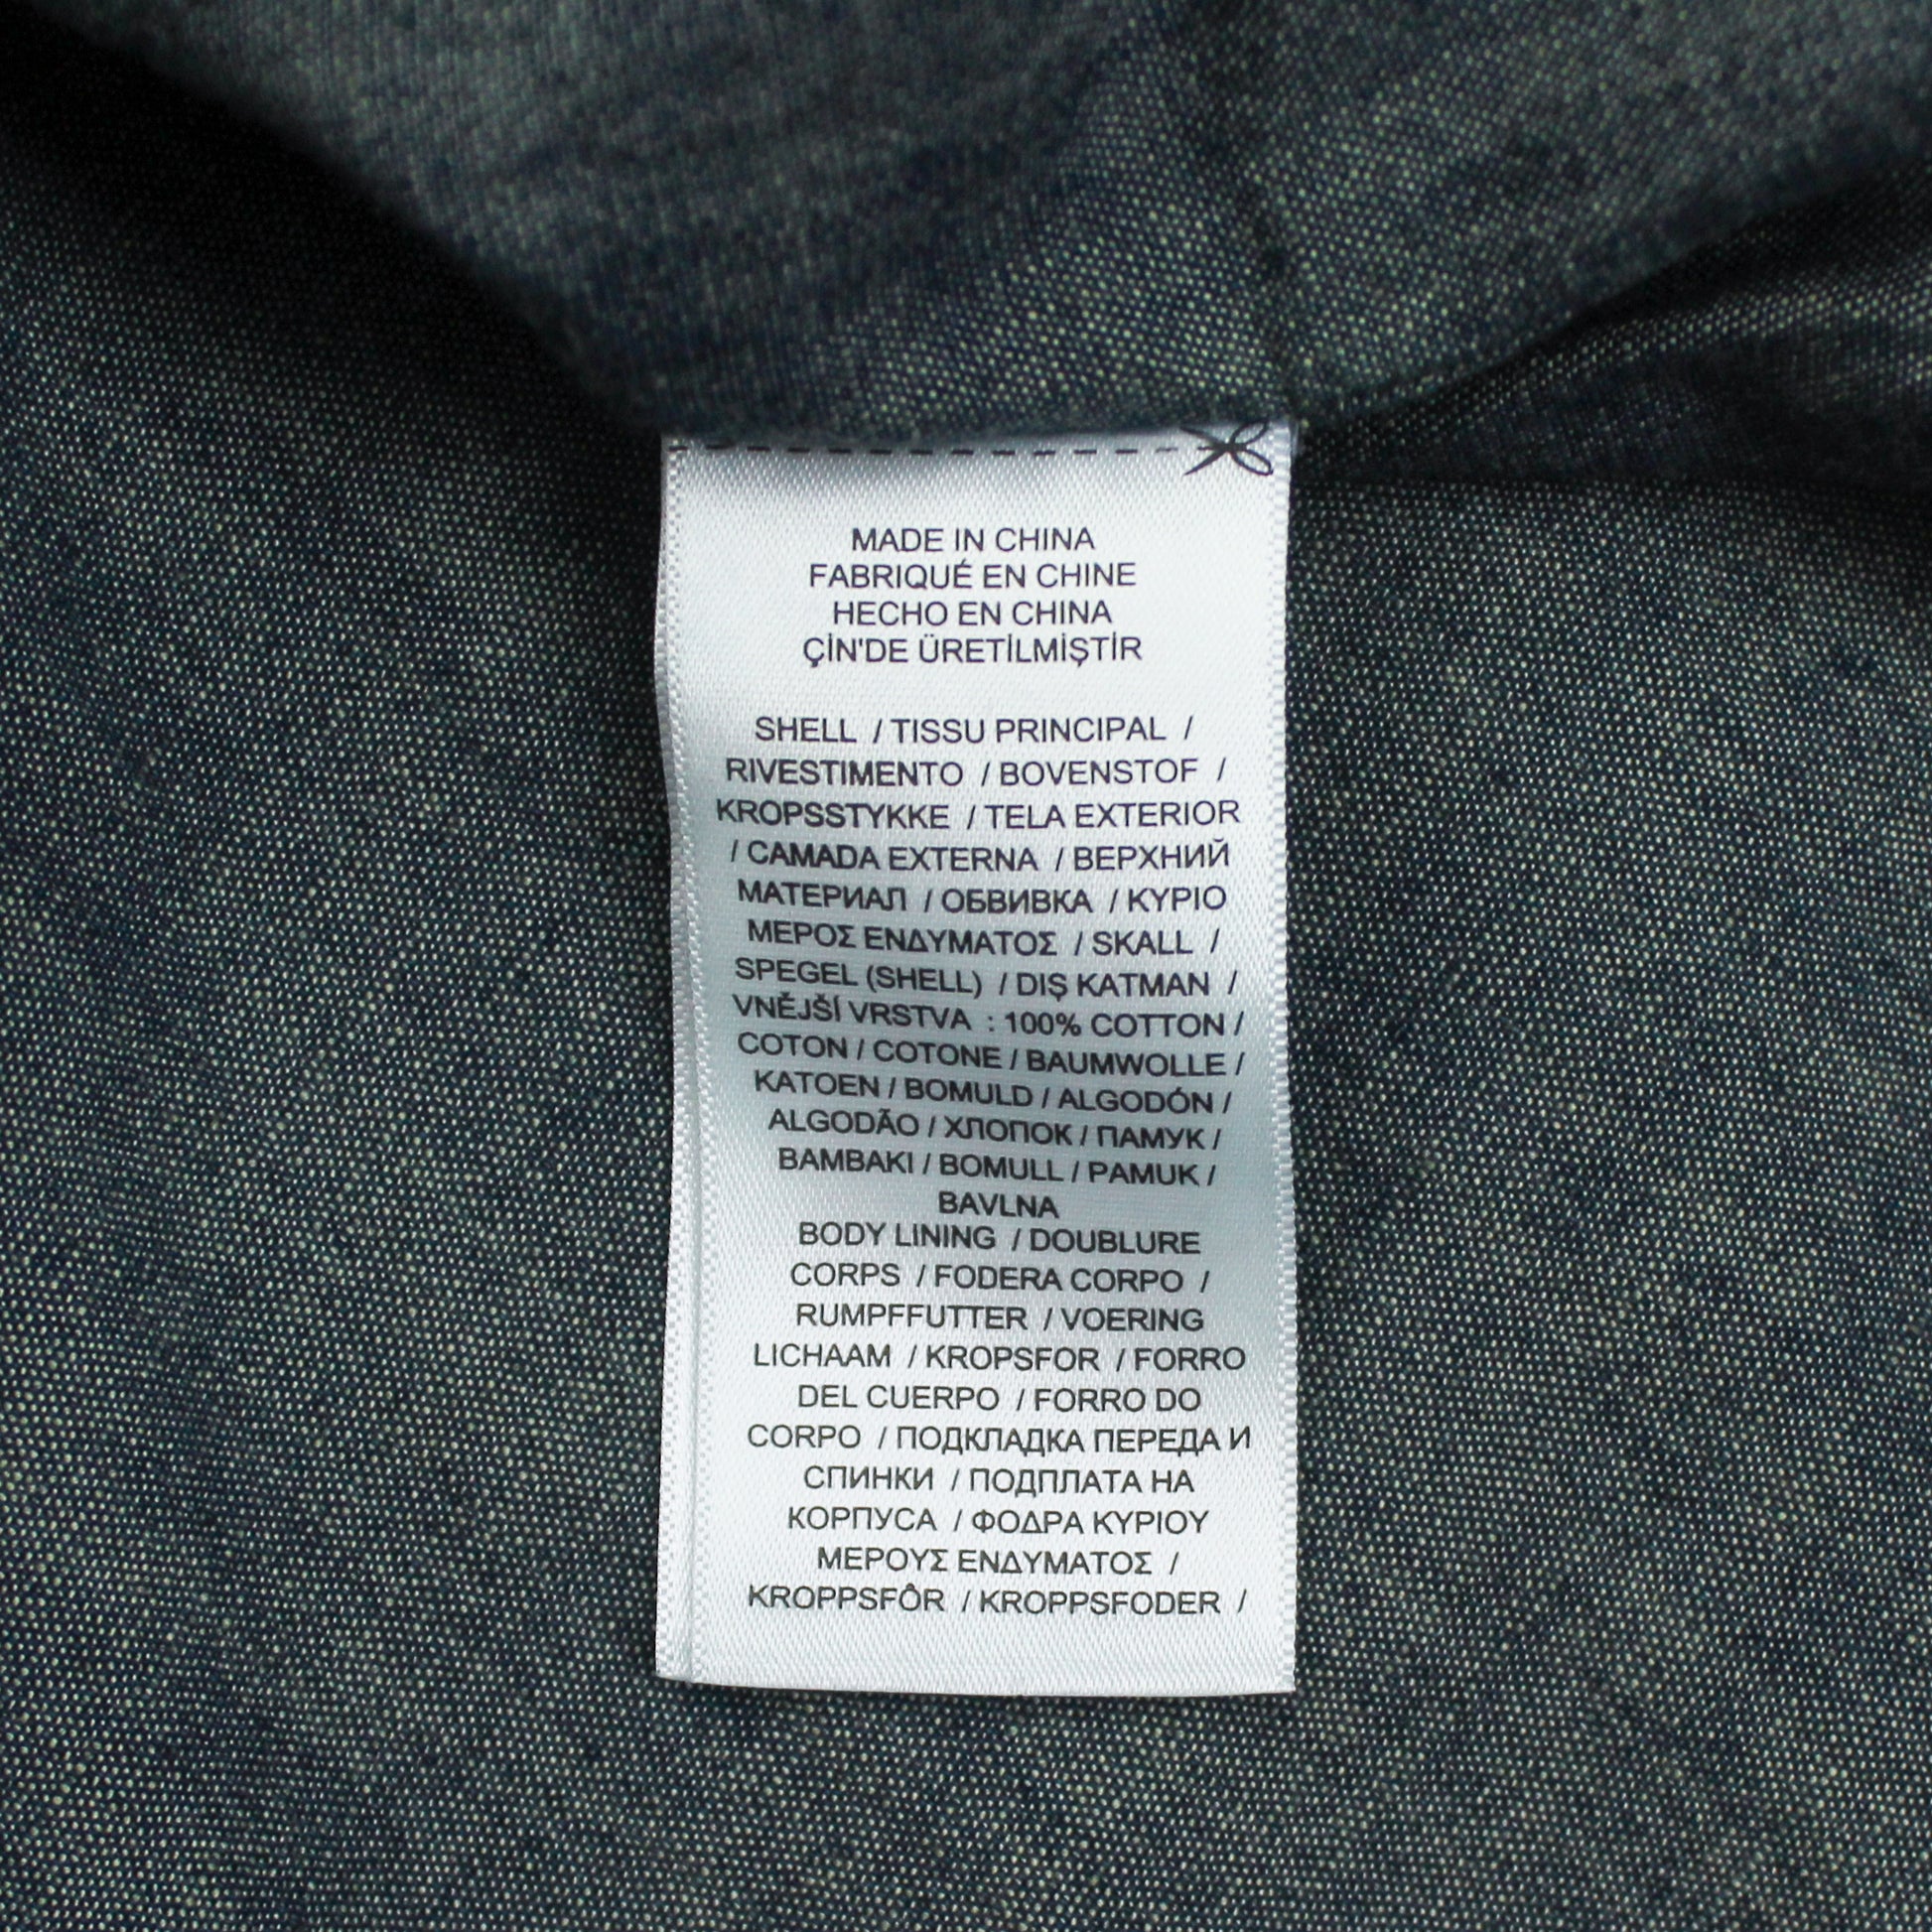 MADE IN CHINA
FABRIQUÉ EN CHINE
HECHO EN CHINA
ÇİN'DE ÜRETİLMİŞTİR
SHELL / TISSU PRINCIPAL /
RIVESTIMENTO / BOVENSTOF /
KROPSSTYKKE / TELA EXTERIOR
/ CAMADA EXTERNA / ВЕРХНИЙ
МАТЕРИАЛ / ОБВИВКА / ΚΥΡΙΟ
ΜΕΡΟΣ ΕΝΔΥΜΑΤΟΣ / SKALL /
SPEGEL (SHELL) / DIŞ KATMAN /
VNĚJŠÍ VRSTVA : 100% COTTON /
COTON / COTONE / BAUMWOLLE /
KATOEN / BOMULD / ALGODÓN /
ALGODÃO / ХЛОПОК / ПАМУК /
BAMBAKI / BOMULL / PAMUK /
BAVLNA
BODY LINING / DOUBLURE
CORPS / FODERA CORPO /
RUMPFFUTTER / VOERING
LICHAAM / KROPSFOR / FORRO
DEL CUERPO / FORRO DO
CORPO / ПОДКЛАДКА ПЕРЕДА И
СПИНКИ / ПОДПЛАТА НА
КОРПУСА / ΦΟΔΡΑ ΚΥΡΙΟΥ
ΜΕΡΟΥΣ ΕΝΔΥΜΑΤΟΣ /
KROPPSFÔR / KROPPSFODER /